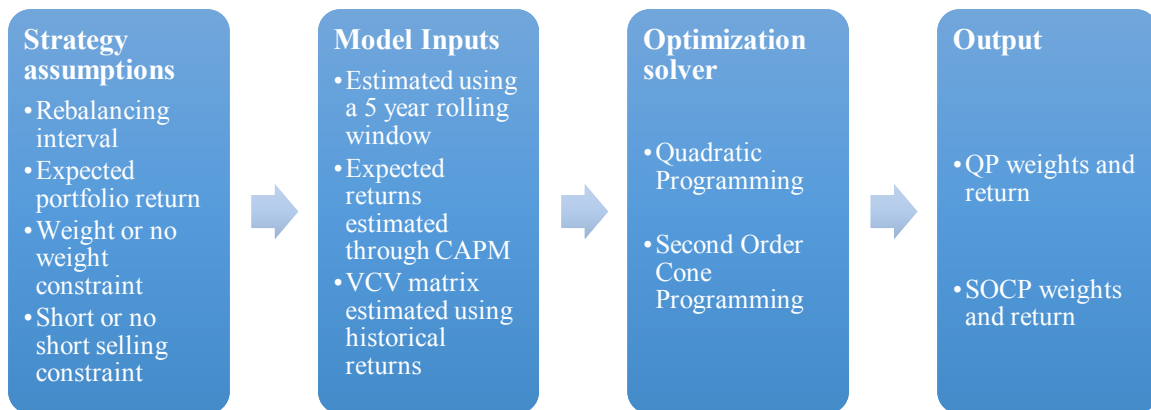 Strategy
assumptions
•Rebalancing
interval
•Expected
portfolio return
•Weight or no
weight
constraint
•Short or no
short selling
constraint
Model Inputs
•Estimated using
a 5 year rolling
window
•Expected
returns
estimated
through CAPM
•VCV matrix
estimated using
historical
returns
Optimization
solver
•Quadratic
Programming
•Second Order
Cone
Programming
Output
•QP weights and
return
•SOCP weights
and return